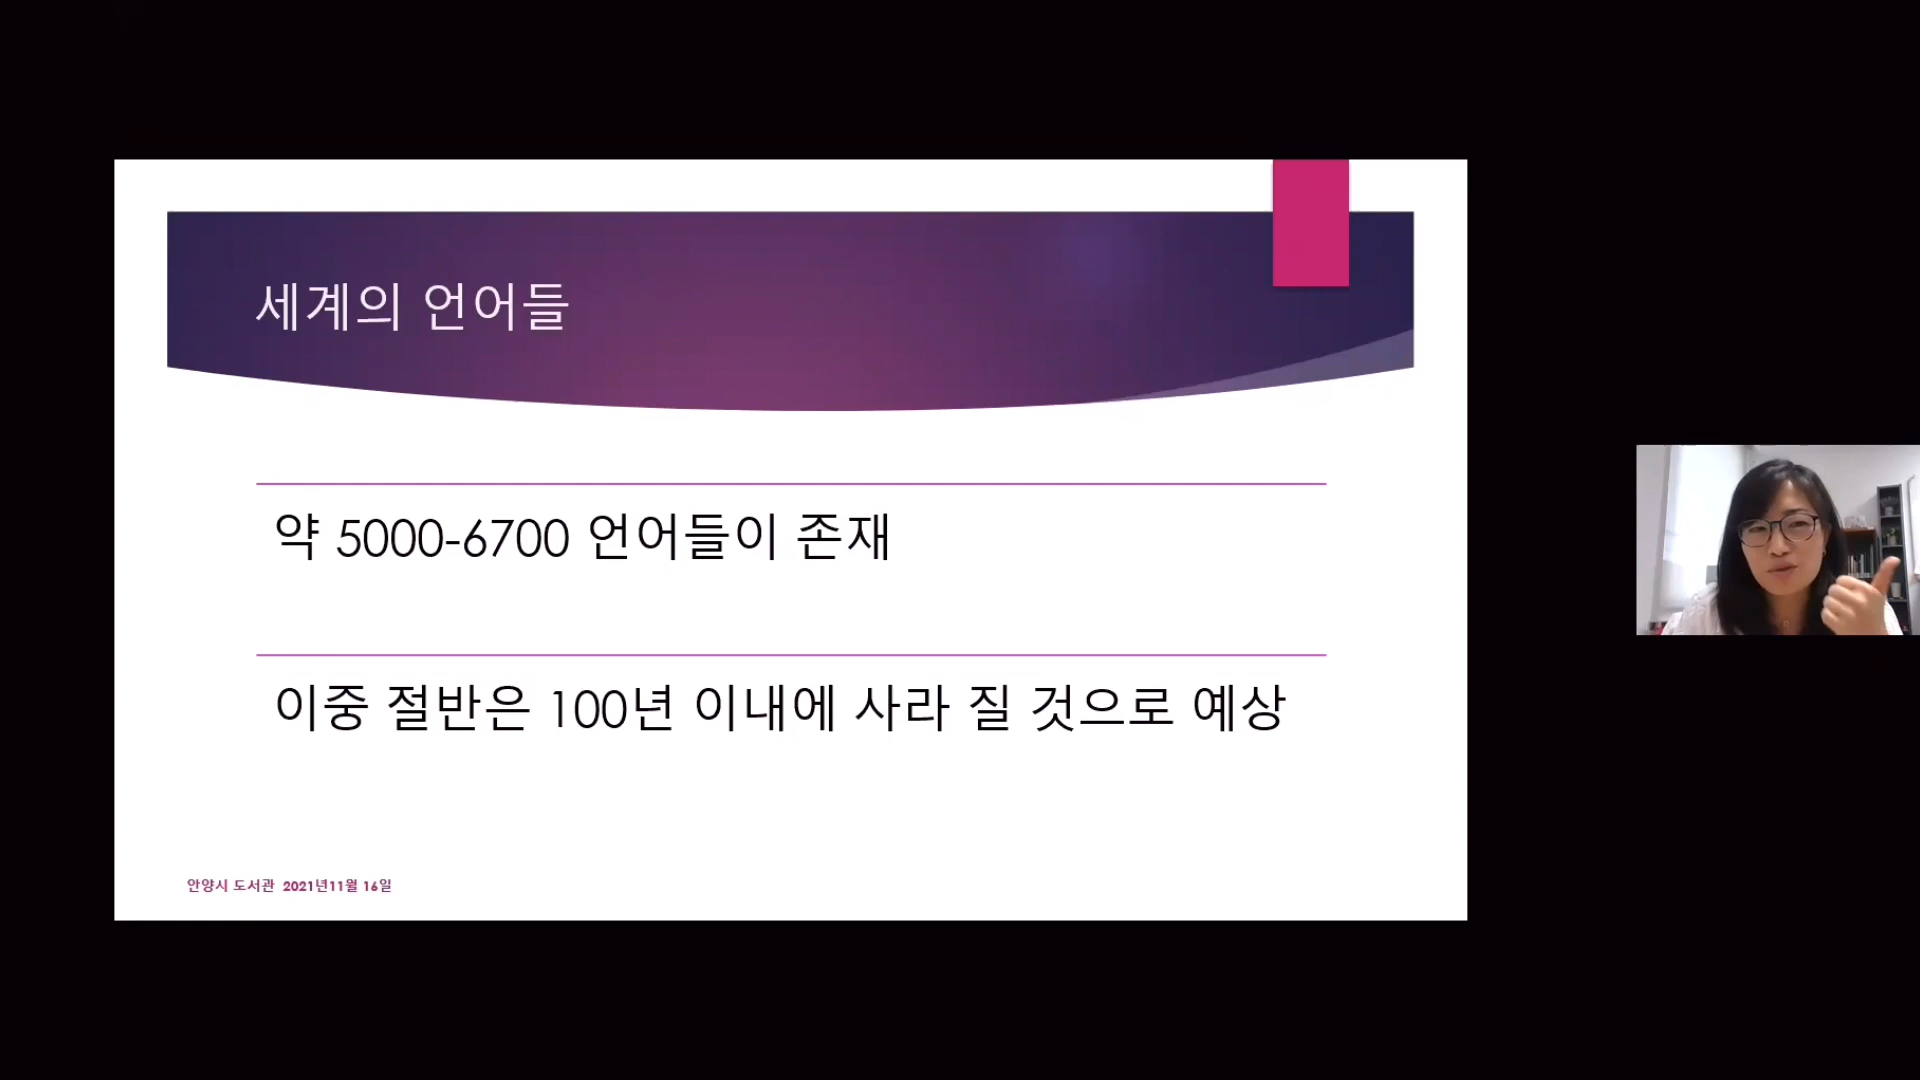 세계의 언어들
약 5000-6700 언어들이 존재
이중 절반은 100년 이내에 사라 질 것으로 예상
안양시 도서관 2021년11월 16일